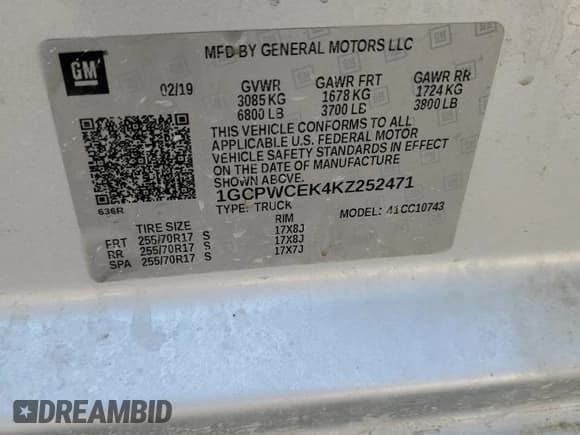 GM
MFD BY GENERAL MOTORS LLC
02/19 GVWR GAWR FRT GAWR RR
3085 KG 1678 KG 1724 KG
6800 LB 3700 LB 3800 LB
THIS VEHICLE CONFORMS TO ALL
APPLICABLE U.S. FEDERAL MOTOR
VEHICLE SAFETY STANDARDS IN EFFECT
ON THE DATE OF MANUFACTURE
SHOWN ABOVE.
1GCPWCEK4KZ252471
636R TYPE: TRUCK MODEL: 41CC10743
TIRE SIZE RIM
FRT 255/70R17 S 17X8J
RR 255/70R17 S 17X8J
SPA 255/70R17 S 17X7J
DREAMBID